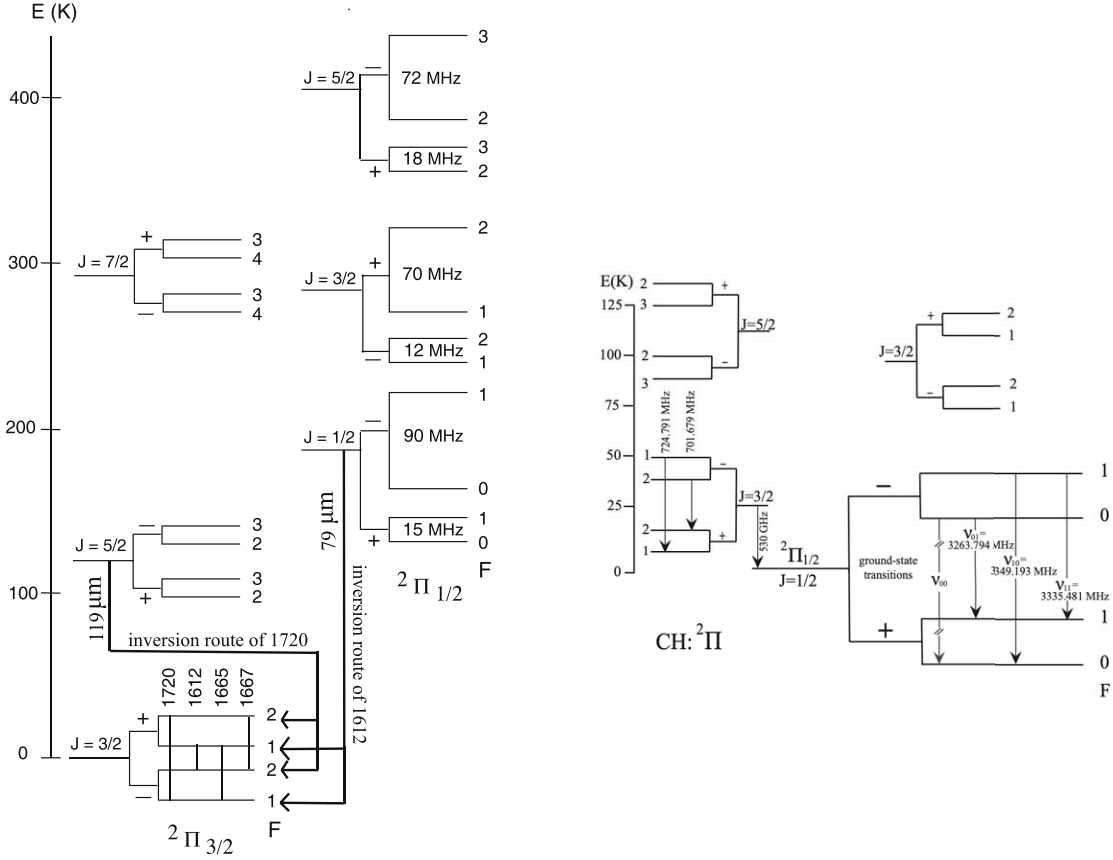 E (K)
400
300
200
100
0
J = 7/2
+
3
4
—
3
4
J = 5/2
—
3
2
+
3
2
119 µm
inversion route of 1720
1720
1612
1665
1667
J = 3/2
+
2
1
—
2
1
F
2 Π 3/2
J = 5/2
—
72 MHz
3
2
+
18 MHz
3
2
J = 3/2
+
70 MHz
2
1
—
12 MHz
2
1
J = 1/2
—
90 MHz
1
0
+
15 MHz
1
0
F
2 Π 1/2
79 µm
inversion route of 1612
E(K)
125
100
75
50
25
0
2
3
+
J=5/2
2
3
-
724.791 MHz
701.679 MHz
1
2
-
J=3/2
2
1
+
530 GHz
2Π1/2
J=1/2
CH: 2Π
J=3/2
+
2
1
-
2
1
ground-state
transitions
—
1
0
ν00
ν01=
3263.794 MHz
ν10=
3349.193 MHz
ν11=
3335.481 MHz
+
1
0
F